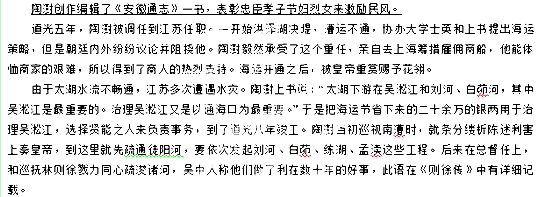 陶澍创作编辑了《安徽通志》一书，表彰忠臣孝子节妇烈女来激励民风。
道光五年，陶澍被调任到江苏任职。一开始洪泽湖决堤、漕运不通，协办大学士英和上书提出海运
策略，但是朝廷内外纷纷议论并阻挠他。陶澍毅然承受了这个重任，亲自去上海筹措雇佣商船，他能体
恤商家的艰难，所以得到了商人的热烈支持。海运开通之后，被皇帝重赏赐予花翎。
由于太湖水流不畅通，江苏多次遭遇水灾。陶澍上书说：“太湖下游在吴淞江和刘河、白茆河，其中
吴淞江是最重要的。治理吴淞江又是以通海口为最重要。”于是把海运节省下来的二十余万的银两用于治
理吴淞江，选择贤能之人来负责事务，到了道光八年竣工。陶澍当初巡视南漕时，就条分缕析陈述利害
上奏皇帝，到这里就先疏通徒阳河，要依次发起刘河、白茆、练湖、孟渎这些工程。后来在总督任上，
和巡抚林则徐戮力同心疏浚诸河，吴中人称他们做了利在数十年的好事，此语在《则徐传》中有详细记
载。